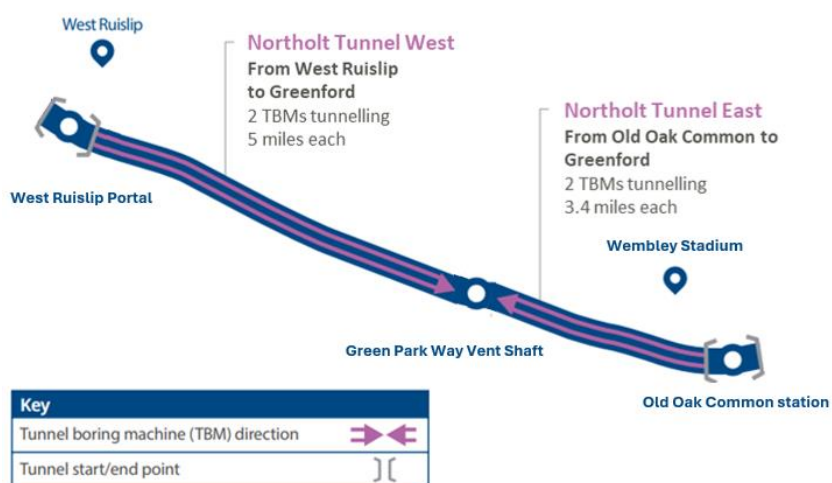 West Ruislip
Northolt Tunnel West
From West Ruislip
to Greenford
2 TBMs tunnelling
5 miles each
Northolt Tunnel East
From Old Oak Common to
Greenford
2 TBMs tunnelling
3.4 miles each
West Ruislip Portal
Wembley Stadium
Green Park Way Vent Shaft
Old Oak Common station
Key
Tunnel boring machine (TBM) direction
Tunnel start/end point